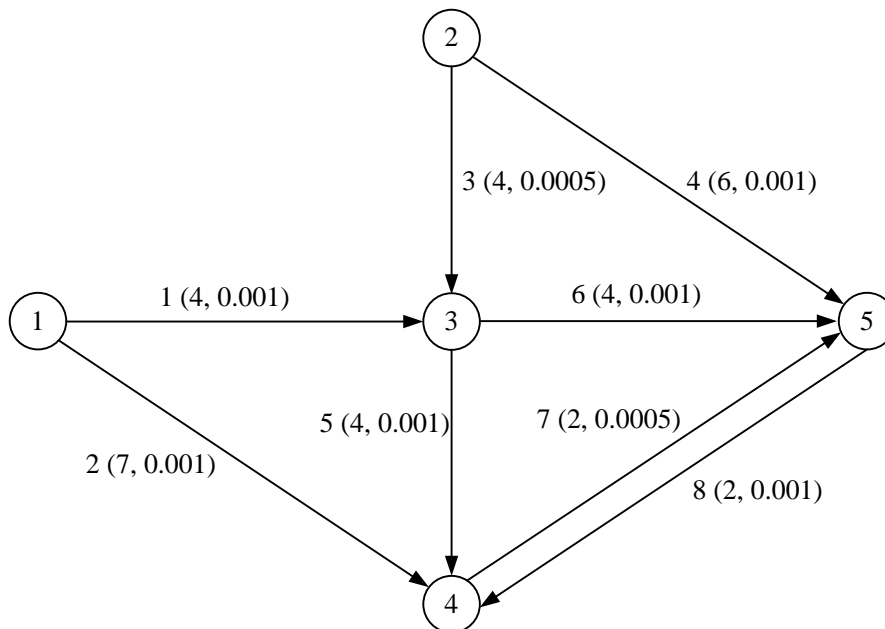 2
3 (4, 0.0005)
4 (6, 0.001)
1 (4, 0.001)
6 (4, 0.001)
1
3
5
5 (4, 0.001)
7 (2, 0.0005)
2 (7, 0.001)
8 (2, 0.001)
4